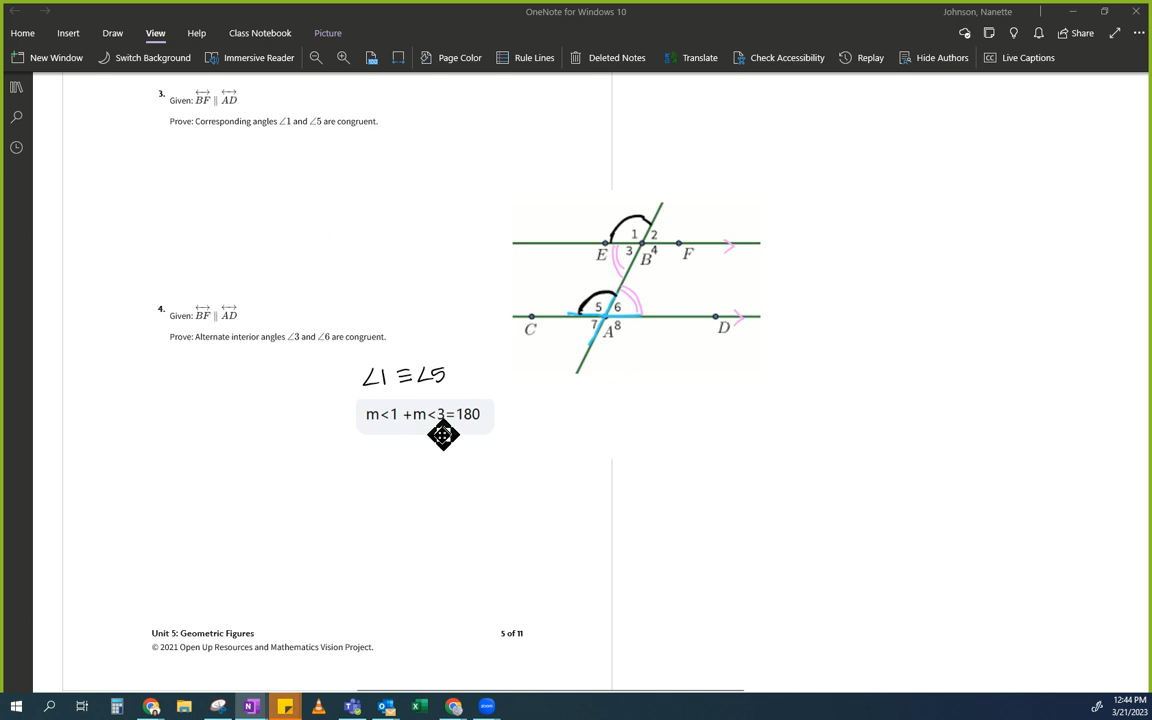 OneNote for Windows 10
Johnson, Nanette
Home Insert Draw View Help Class Notebook Picture
Share
New Window Switch Background Immersive Reader 100 Page Color Rule Lines Deleted Notes Translate Check Accessibility Replay Hide Authors CC Live Captions
3. Given: BF ∥ AD
Prove: Corresponding angles ∠1 and ∠5 are congruent.
1 2
E 3 B 4 F
4. Given: BF ∥ AD
5 6
C 7 A 8 D
Prove: Alternate interior angles ∠3 and ∠6 are congruent.
∠1 ≡ ∠5
m<1 +m<3=180
Unit 5: Geometric Figures 5 of 11
© 2021 Open Up Resources and Mathematics Vision Project.
12:44 PM
3/21/2023